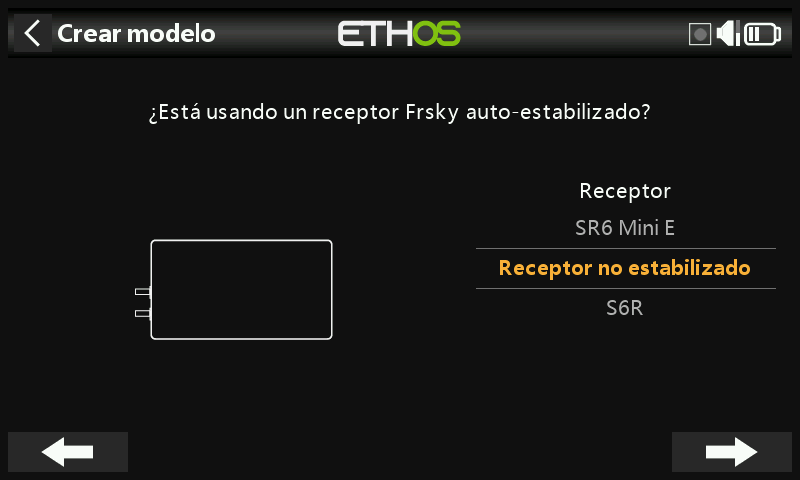 Crear modelo
ETHOS
¿Está usando un receptor Frsky auto-estabilizado?
Receptor
SR6 Mini E
Receptor no estabilizado
S6R